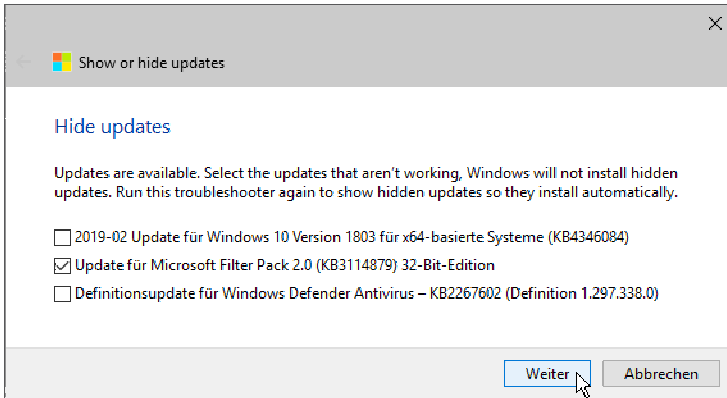 Show or hide updates
Hide updates
Updates are available. Select the updates that aren't working, Windows will not install hidden
updates. Run this troubleshooter again to show hidden updates so they install automatically.
2019-02 Update für Windows 10 Version 1803 für x64-basierte Systeme (KB4346084)
Update für Microsoft Filter Pack 2.0 (KB3114879) 32-Bit-Edition
Definitionsupdate für Windows Defender Antivirus – KB2267602 (Definition 1.297.338.0)
Weiter
Abbrechen